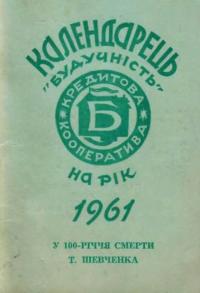 КАЛЕНДАРЕЦЬ
"БУДУЧНІСТЬ"
КРЕДИТОВА
Б
КООПЕРАТИВА
НА РІК
1961
У 100-РІЧЧЯ СМЕРТИ
Т. ШЕВЧЕНКА